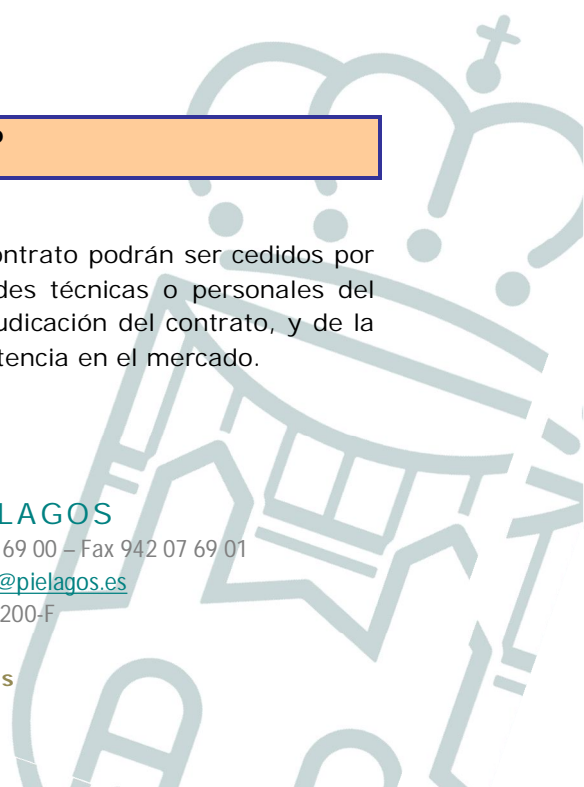 ontrato podrán ser cedidos por
des técnicas o personales del
udicación del contrato, y de la
tencia en el mercado.
LAGOS
69 00 – Fax 942 07 69 01
@pielagos.es
200-F
s